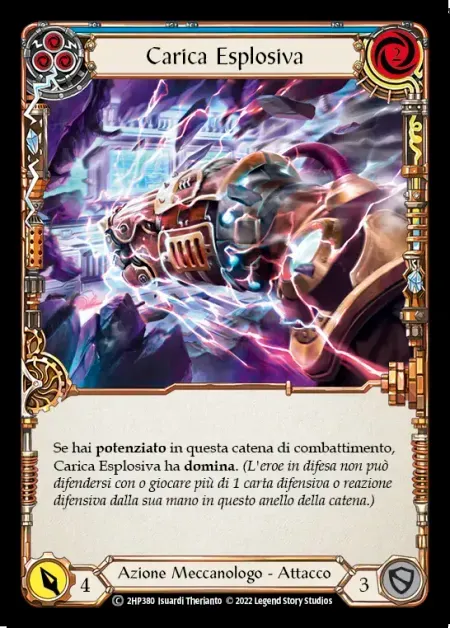 Carica Esplosiva
2
Se hai potenziato in questa catena di combattimento,
Carica Esplosiva ha domina. (L'eroe in difesa non può
difendersi con o giocare più di 1 carta difensiva o reazione
difensiva dalla sua mano in questo anello della catena.)
4
Azione Meccanologo - Attacco
3
C 2HP380 Isuardi Therianto © 2022 Legend Story Studios